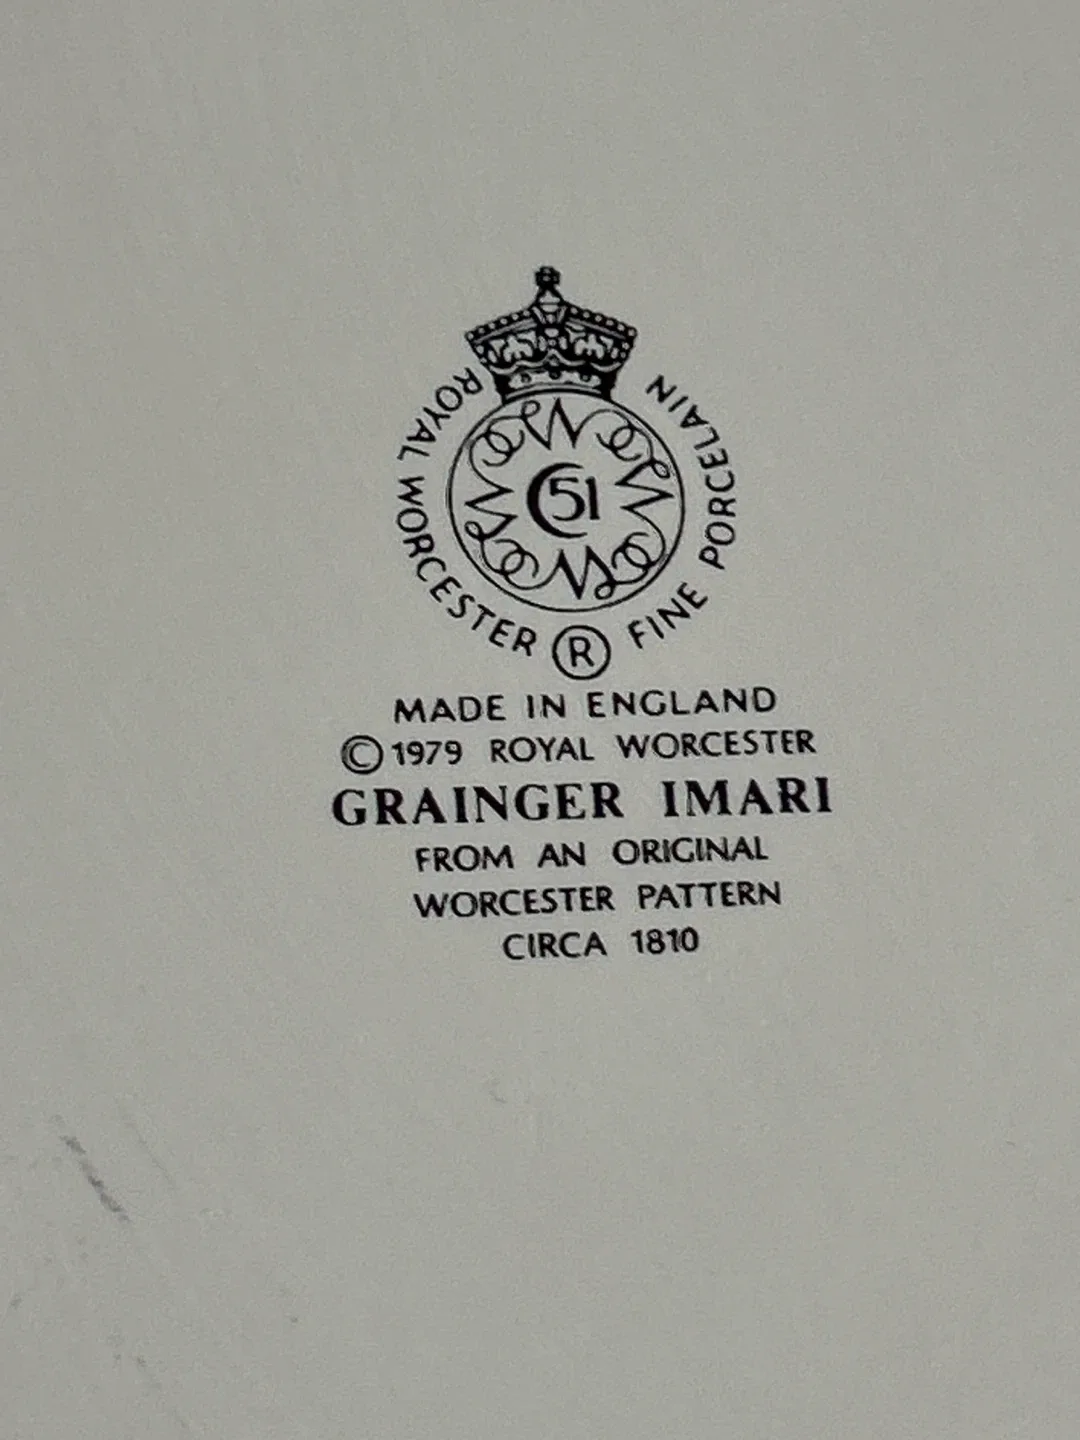 ROYAL WORCESTER ® FINE PORCELAIN
51
MADE IN ENGLAND
© 1979 ROYAL WORCESTER
GRAINGER IMARI
FROM AN ORIGINAL
WORCESTER PATTERN
CIRCA 1810